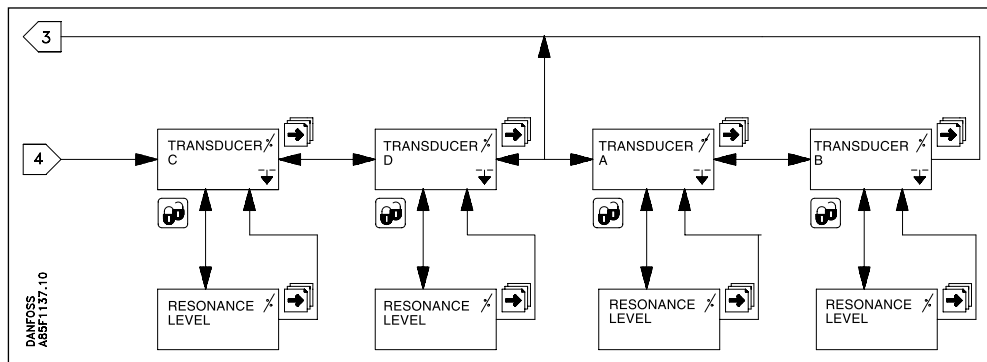 3
4
TRANSDUCER
C
TRANSDUCER
D
TRANSDUCER
A
TRANSDUCER
B
RESONANCE
LEVEL
RESONANCE
LEVEL
RESONANCE
LEVEL
RESONANCE
LEVEL
DANFOSS
A85F1137.10